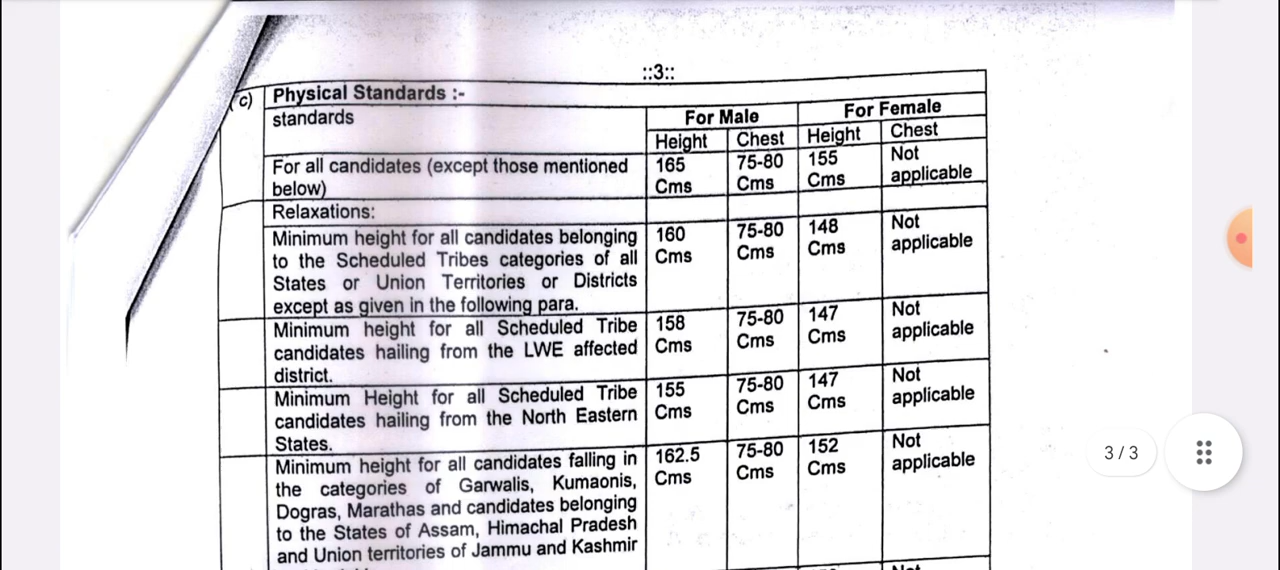 ::3::
(c) Physical Standards :-
standards For Male For Female
Height Chest Height Chest
For all candidates (except those mentioned below) 165 Cms 75-80 Cms 155 Cms Not applicable
Relaxations:
Minimum height for all candidates belonging 160 75-80 148 Not
to the Scheduled Tribes categories of all Cms Cms Cms applicable
States or Union Territories or Districts
except as given in the following para.
Minimum height for all Scheduled Tribe 158 75-80 147 Not
candidates hailing from the LWE affected Cms Cms Cms applicable
district.
Minimum Height for all Scheduled Tribe 155 75-80 147 Not
candidates hailing from the North Eastern Cms Cms Cms applicable
States.
Minimum height for all candidates falling in 162.5 75-80 152 Not
the categories of Garwalis, Kumaonis, Cms Cms Cms applicable
Dogras, Marathas and candidates belonging
to the States of Assam, Himachal Pradesh
and Union territories of Jammu and Kashmir
3 / 3